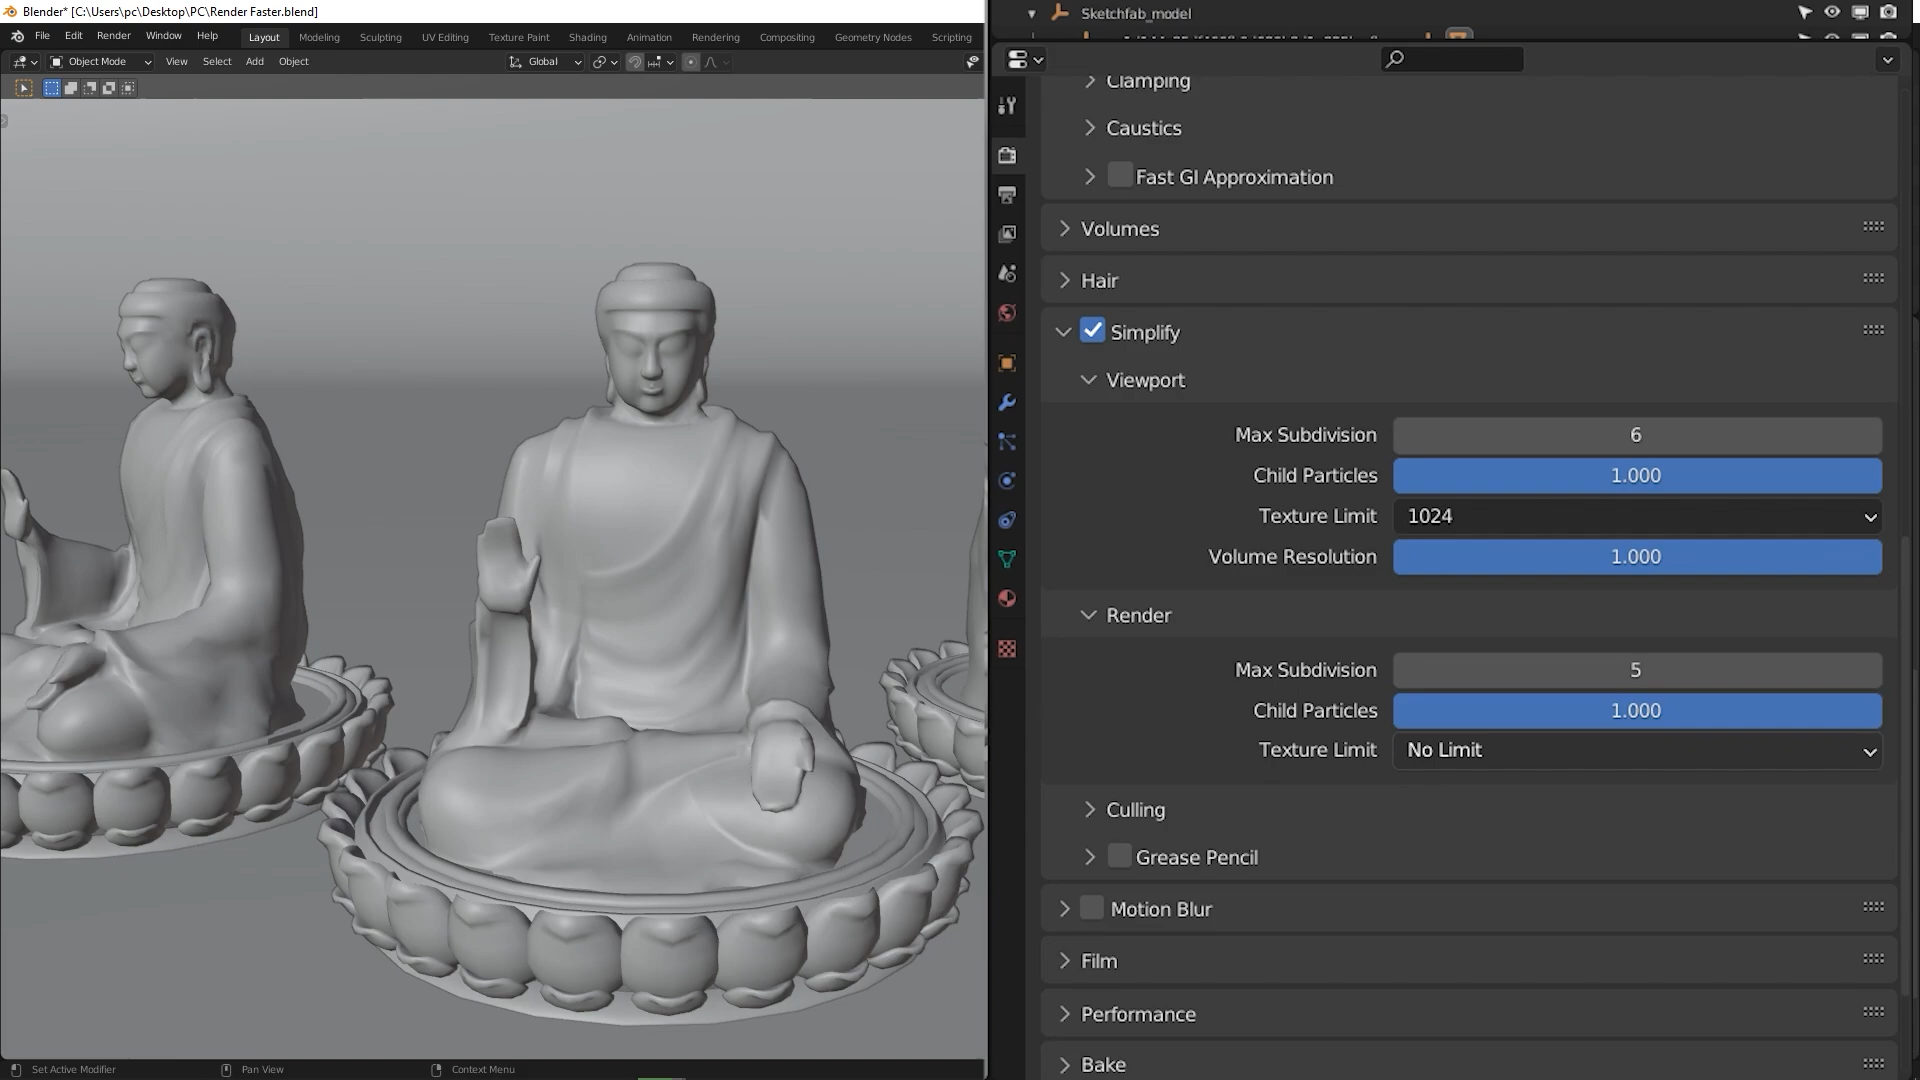 Blender* [C:\Users\pc\Desktop\PC\Render Faster.blend]
File Edit Render Window Help Layout Modeling Sculpting UV Editing Texture Paint Shading Animation Rendering Compositing Geometry Nodes Scripting
Object Mode View Select Add Object Global
Sketchfab_model
Clamping
Caustics
Fast GI Approximation
Volumes
Hair
Simplify
Viewport
Max Subdivision 6
Child Particles 1.000
Texture Limit 1024
Volume Resolution 1.000
Render
Max Subdivision 5
Child Particles 1.000
Texture Limit No Limit
Culling
Grease Pencil
Motion Blur
Film
Performance
Bake
Set Active Modifier Pan View Context Menu